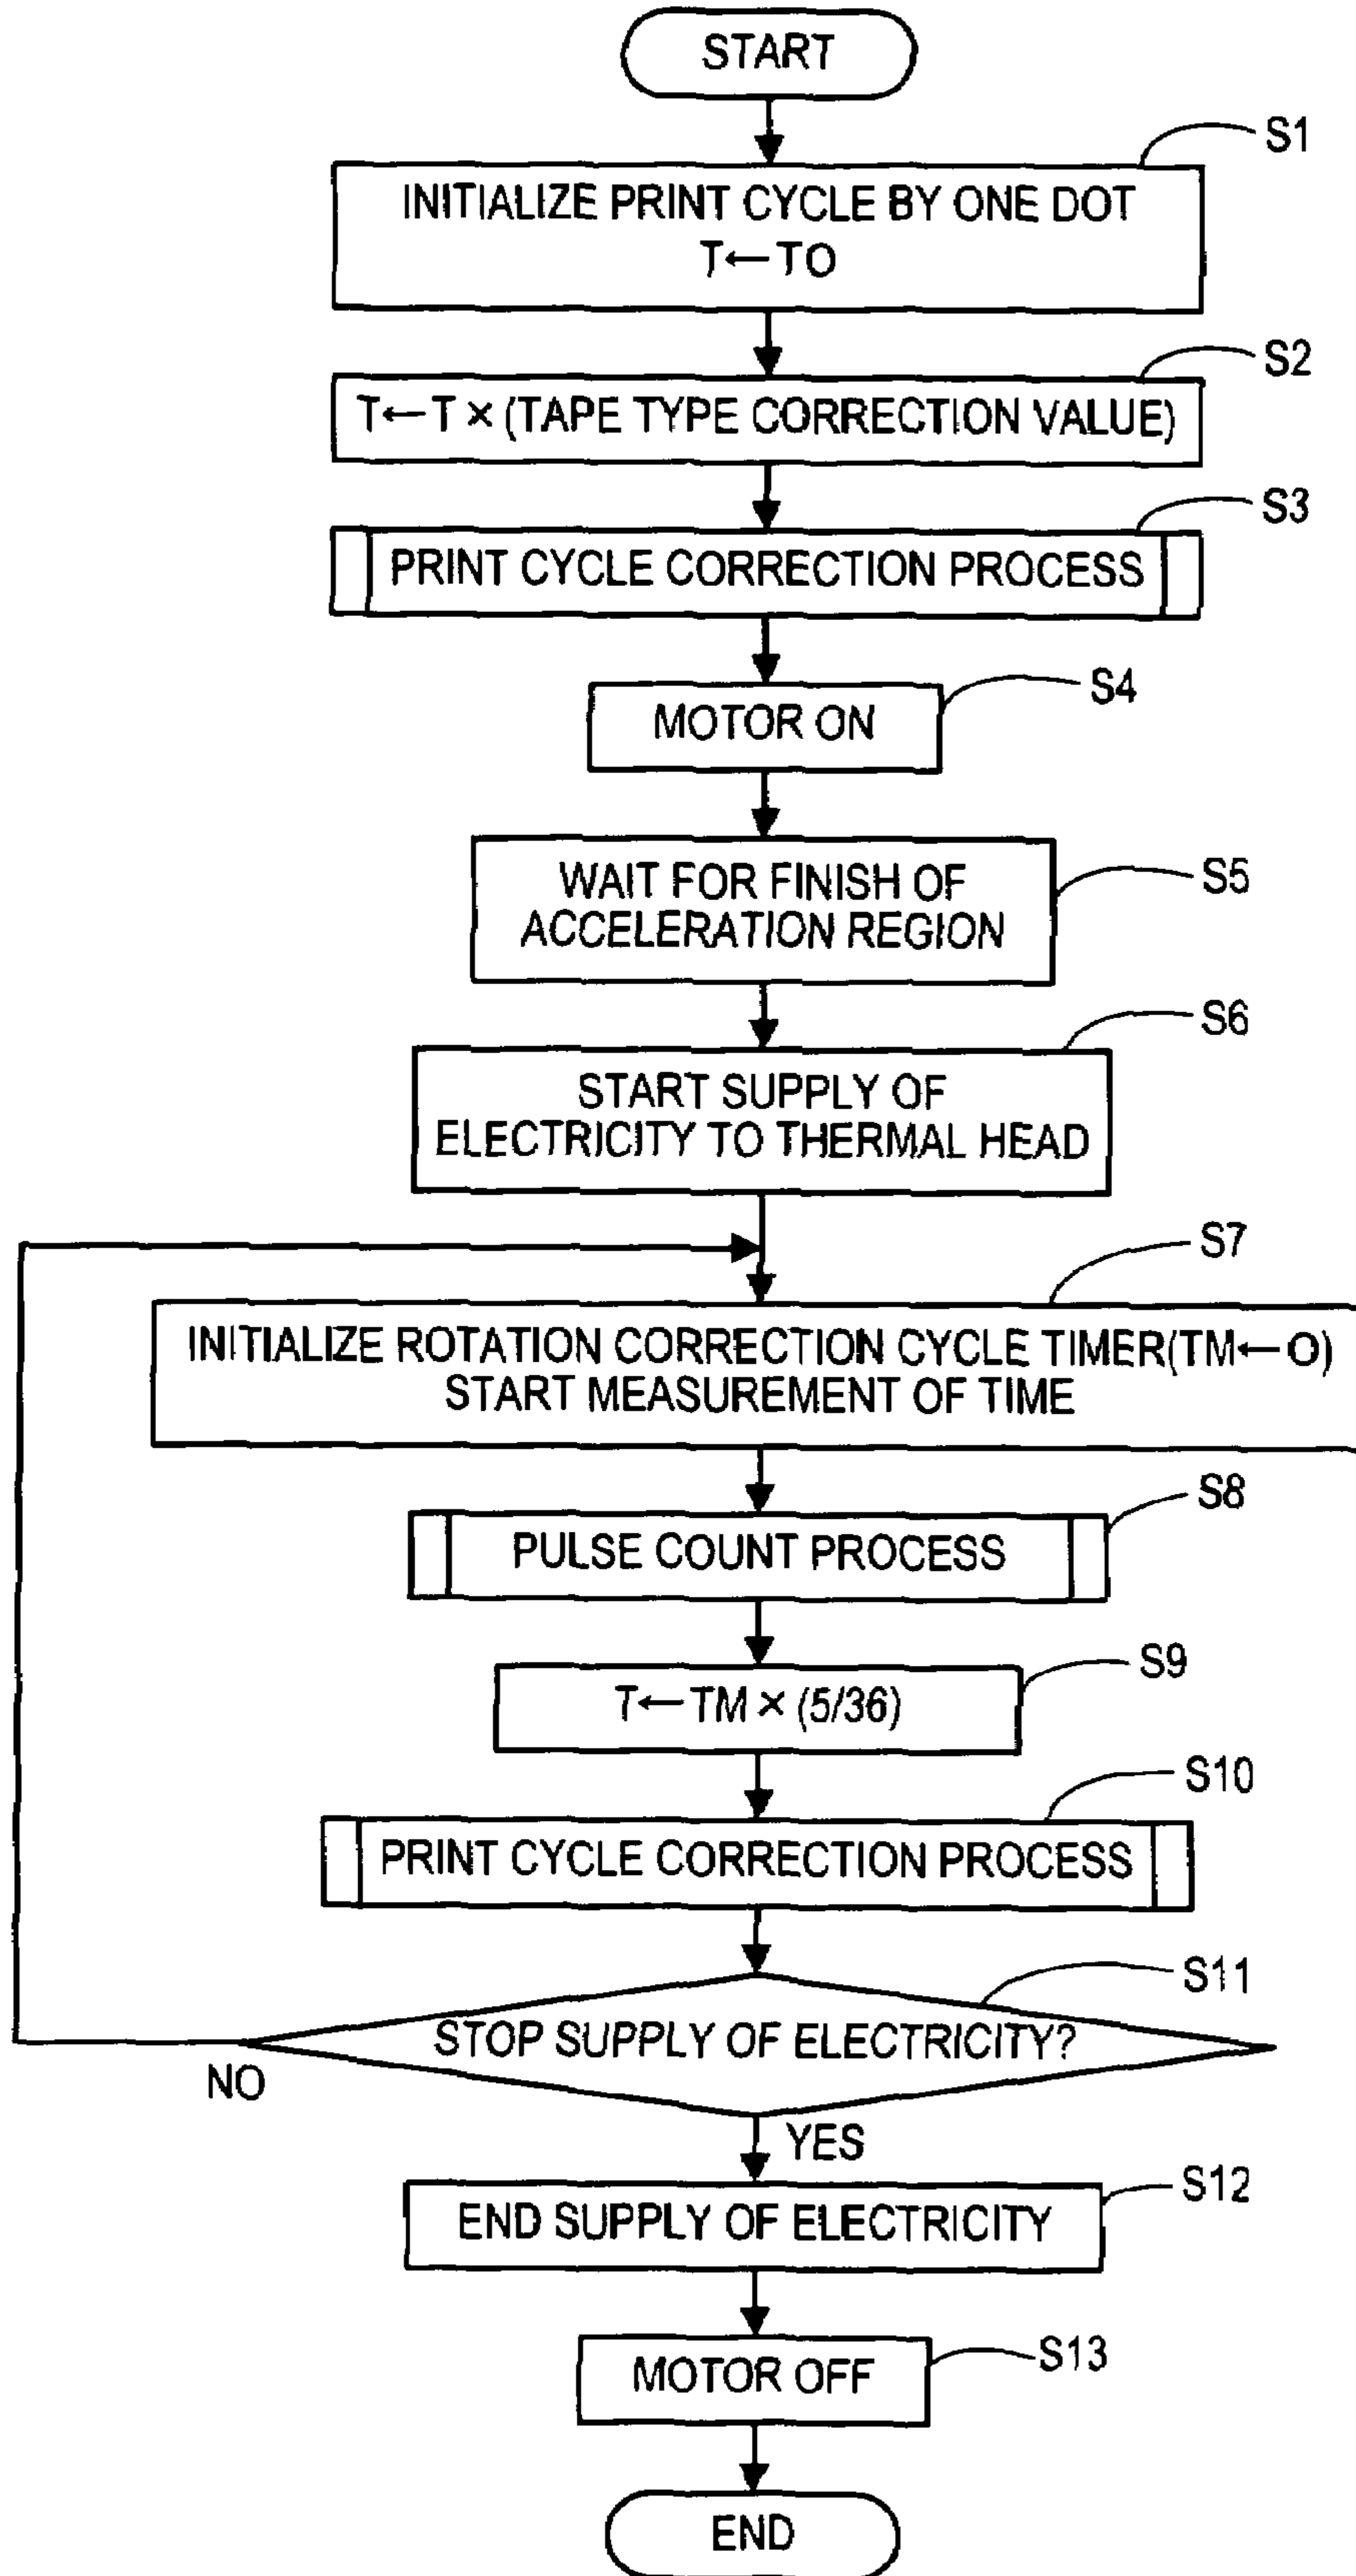 START
S1
INITIALIZE PRINT CYCLE BY ONE DOT
T←TO
S2
T←T × (TAPE TYPE CORRECTION VALUE)
S3
PRINT CYCLE CORRECTION PROCESS
S4
MOTOR ON
S5
WAIT FOR FINISH OF
ACCELERATION REGION
S6
START SUPPLY OF
ELECTRICITY TO THERMAL HEAD
S7
INITIALIZE ROTATION CORRECTION CYCLE TIMER(TM←O)
START MEASUREMENT OF TIME
S8
PULSE COUNT PROCESS
S9
T←TM × (5/36)
S10
PRINT CYCLE CORRECTION PROCESS
S11
STOP SUPPLY OF ELECTRICITY?
NO
YES
S12
END SUPPLY OF ELECTRICITY
S13
MOTOR OFF
END